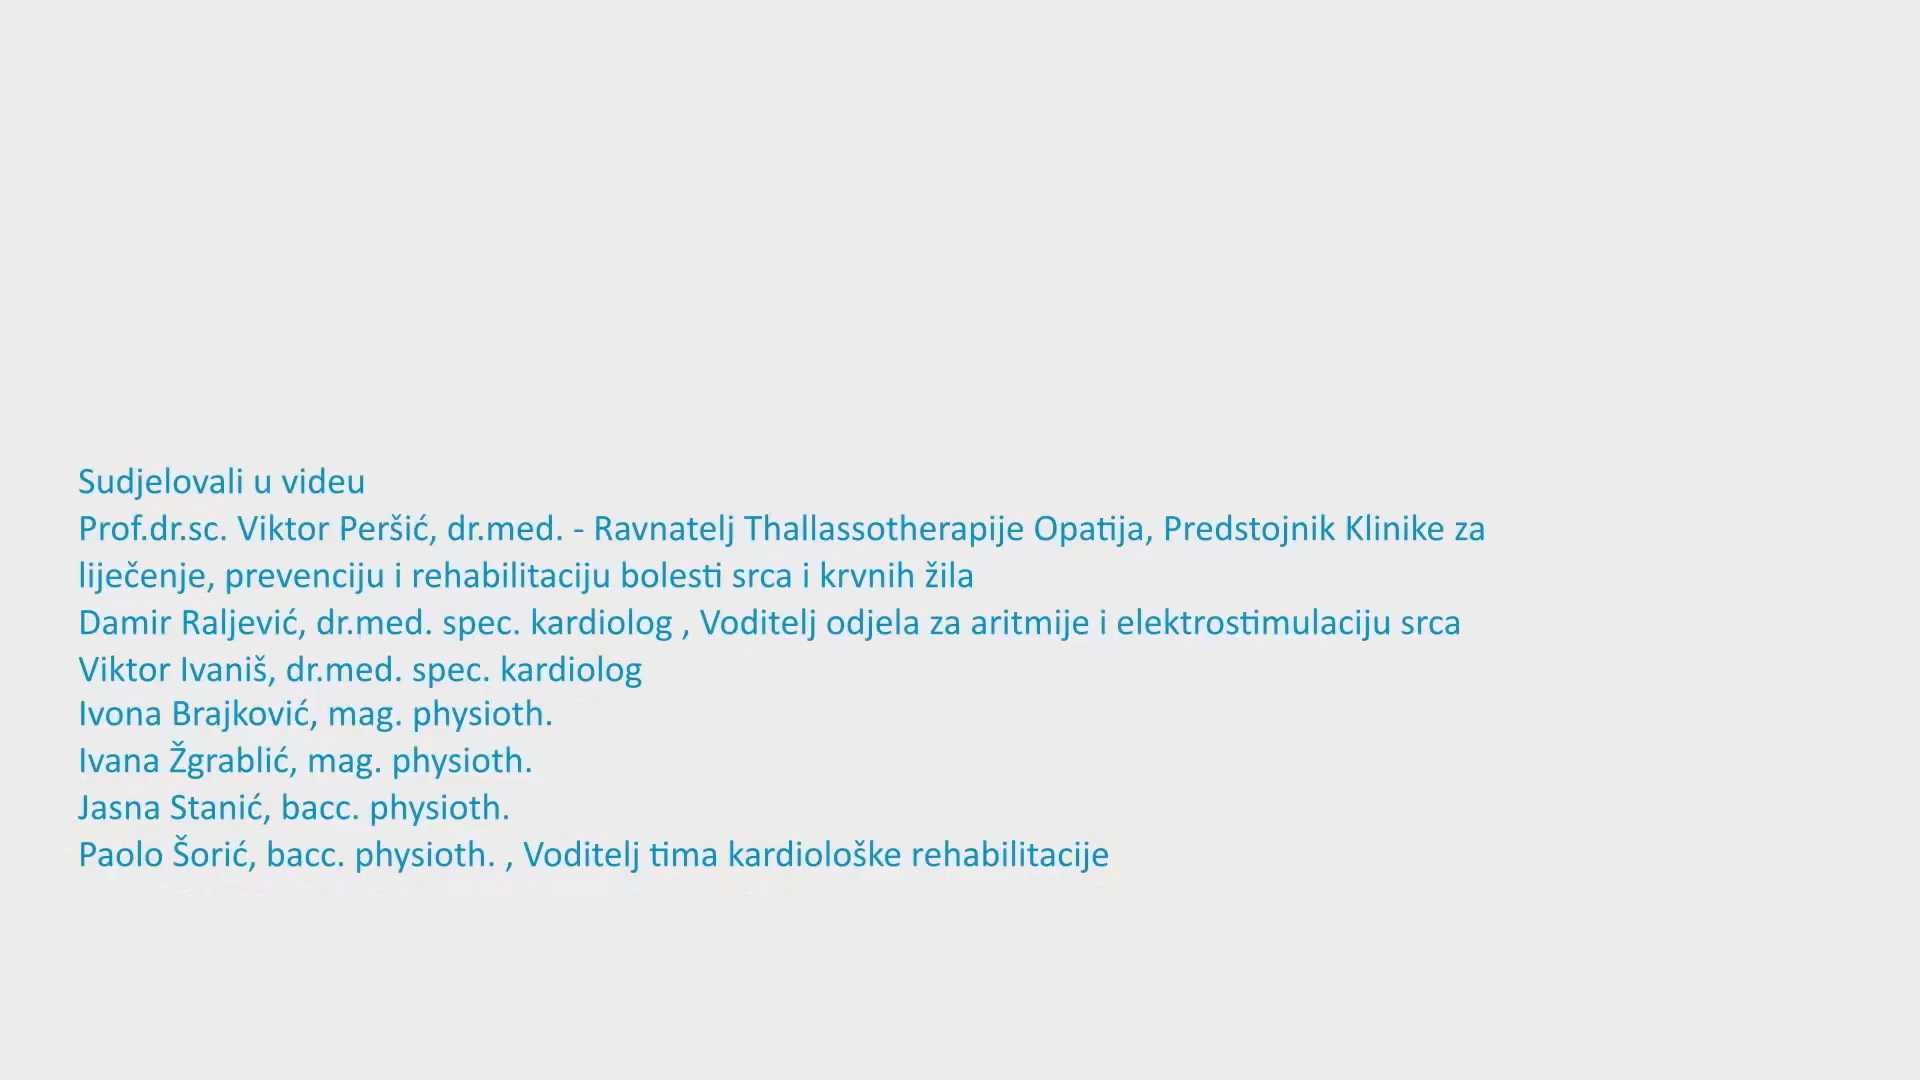 Sudjelovali u videu
Prof.dr.sc. Viktor Peršić, dr.med. - Ravnatelj Thallassotherapije Opatija, Predstojnik Klinike za
liječenje, prevenciju i rehabilitaciju bolesti srca i krvnih žila
Damir Raljević, dr.med. spec. kardiolog , Voditelj odjela za aritmije i elektrostimulaciju srca
Viktor Ivaniš, dr.med. spec. kardiolog
Ivona Brajković, mag. physioth.
Ivana Žgrablić, mag. physioth.
Jasna Stanić, bacc. physioth.
Paolo Šorić, bacc. physioth. , Voditelj tima kardiološke rehabilitacije